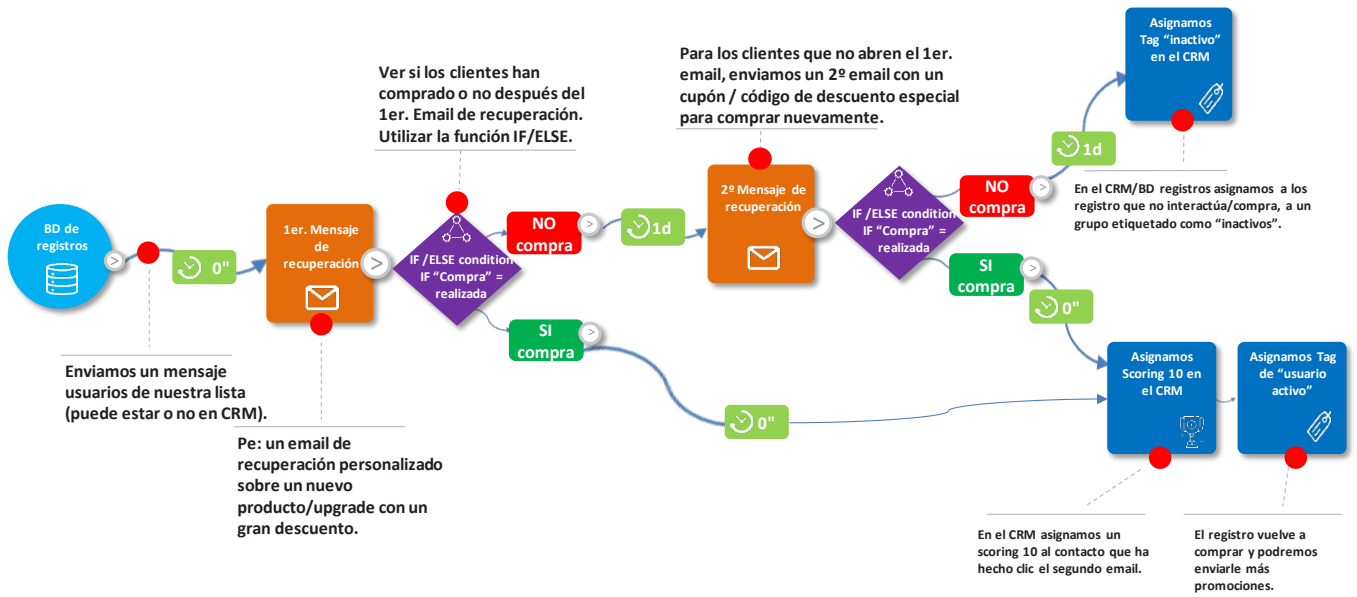 Asignamos
Tag “inactivo”
en el CRM
Para los clientes que no abren el 1er.
email, enviamos un 2º email con un
cupón / código de descuento especial
para comprar nuevamente.
Ver si los clientes han
comprado o no después del
1er. Email de recuperación.
Utilizar la función IF/ELSE.
1d
En el CRM/BD registros asignamos a los
registro que no interactúa/compra, a un
grupo etiquetado como “inactivos”.
BD de
registros
>
0"
1er. Mensaje
de
recuperación
>
IF /ELSE condition
IF “Compra” =
realizada
NO
compra
>
1d
2º Mensaje de
recuperación
>
IF /ELSE condition
IF “Compra” =
realizada
NO
compra
>
SI
compra
>
0"
SI
compra
>
0"
Enviamos un mensaje
usuarios de nuestra lista
(puede estar o no en CRM).
Pe: un email de
recuperación personalizado
sobre un nuevo
producto/upgrade con un
gran descuento.
Asignamos
Scoring 10 en
el CRM
Asignamos Tag
de “usuario
activo”
En el CRM asignamos un
scoring 10 al contacto que ha
hecho clic el segundo email.
El registro vuelve a
comprar y podremos
enviarle más
promociones.